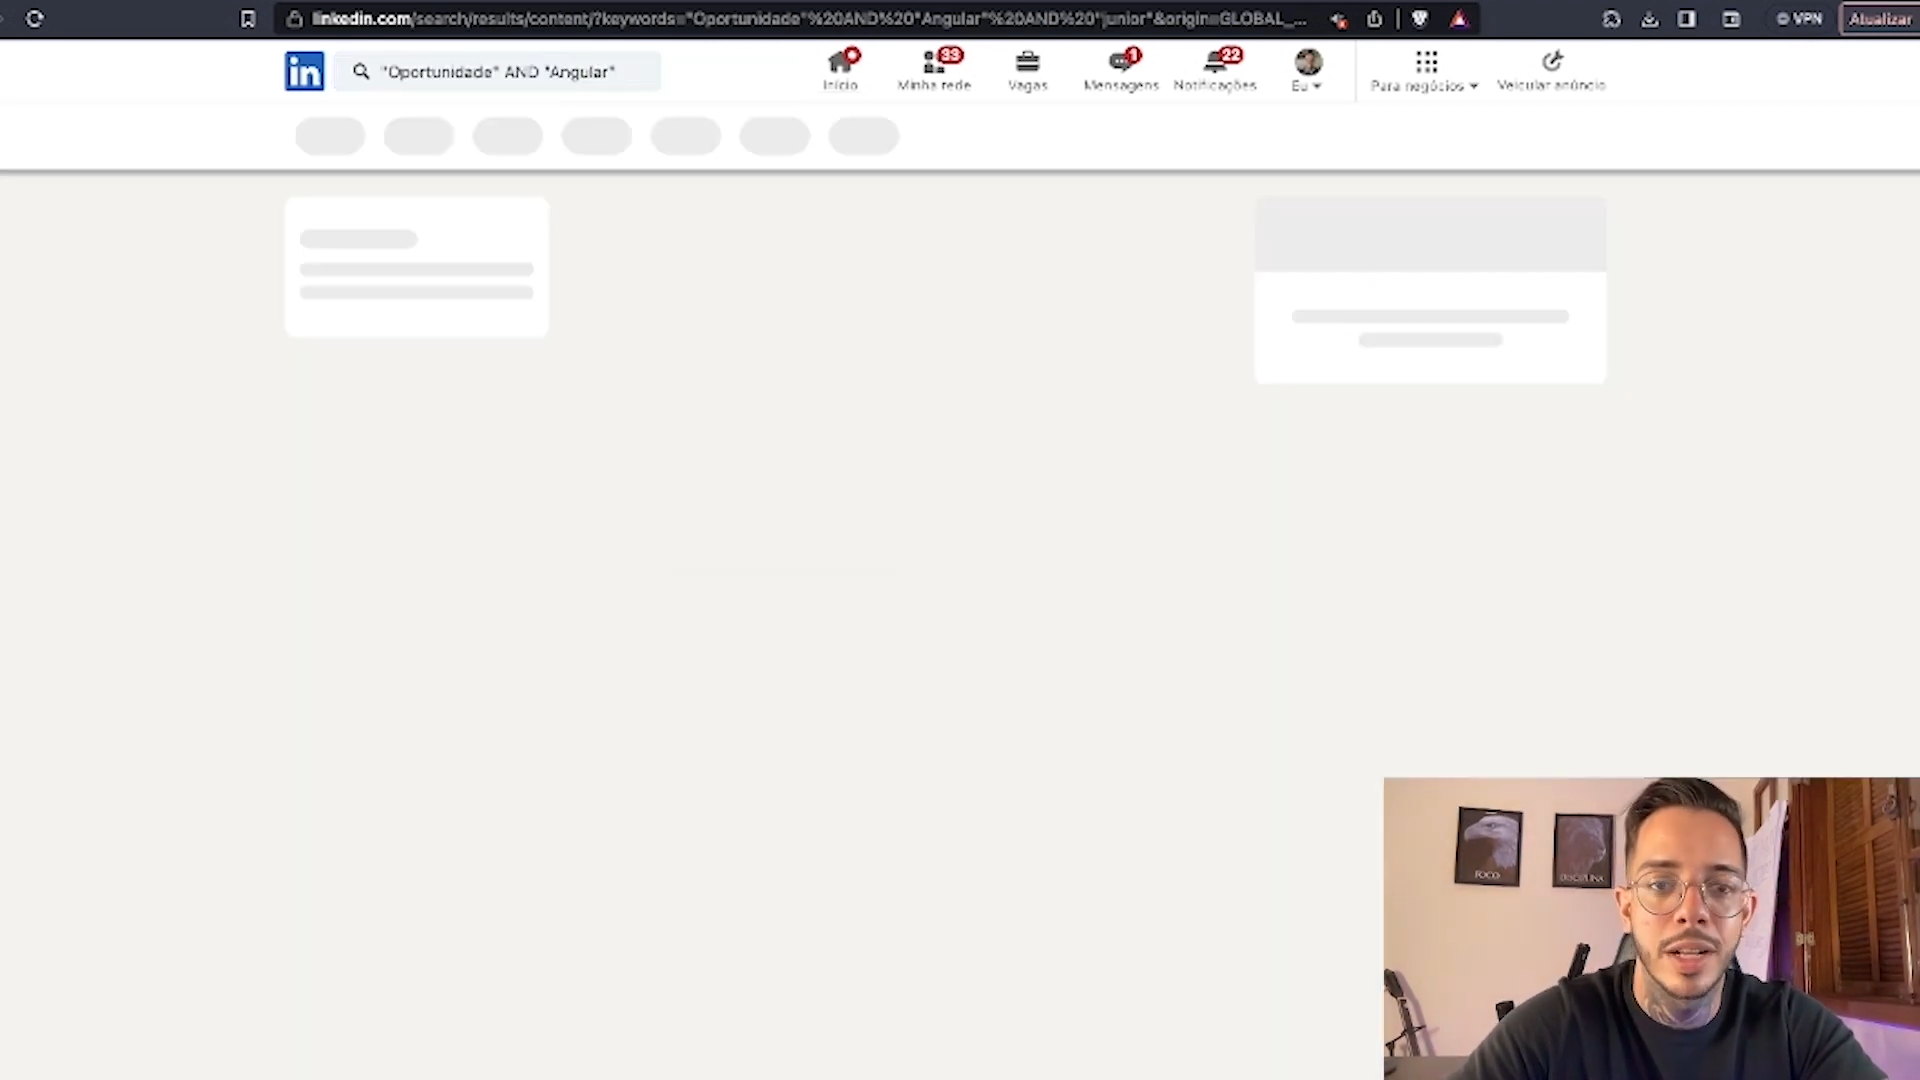 linkedin.com/search/results/content/?keywords="Oportunidade"%20AND%20"Angular"%20AND%20"junior"&origin=GLOBAL_...
VPN
Atualizar
in
"Oportunidade" AND "Angular"
33
1
22
Início
Minha rede
Vagas
Mensagens
Notificações
Eu
Para negócios
Veicular anúncio
FOCO
DISCIPLINA